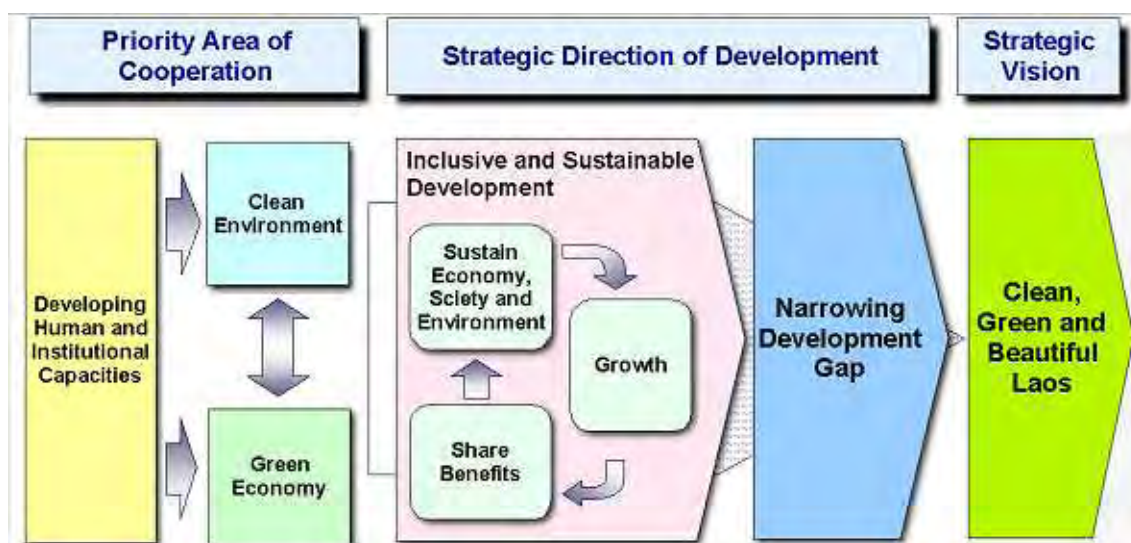 Priority Area of
Cooperation
Strategic Direction of Development
Strategic
Vision
Developing
Human and
Institutional
Capacities
Clean
Environment
Green
Economy
Inclusive and Sustainable
Development
Sustain
Economy,
Sciety and
Environment
Growth
Share
Benefits
Narrowing
Development
Gap
Clean,
Green and
Beautiful
Laos